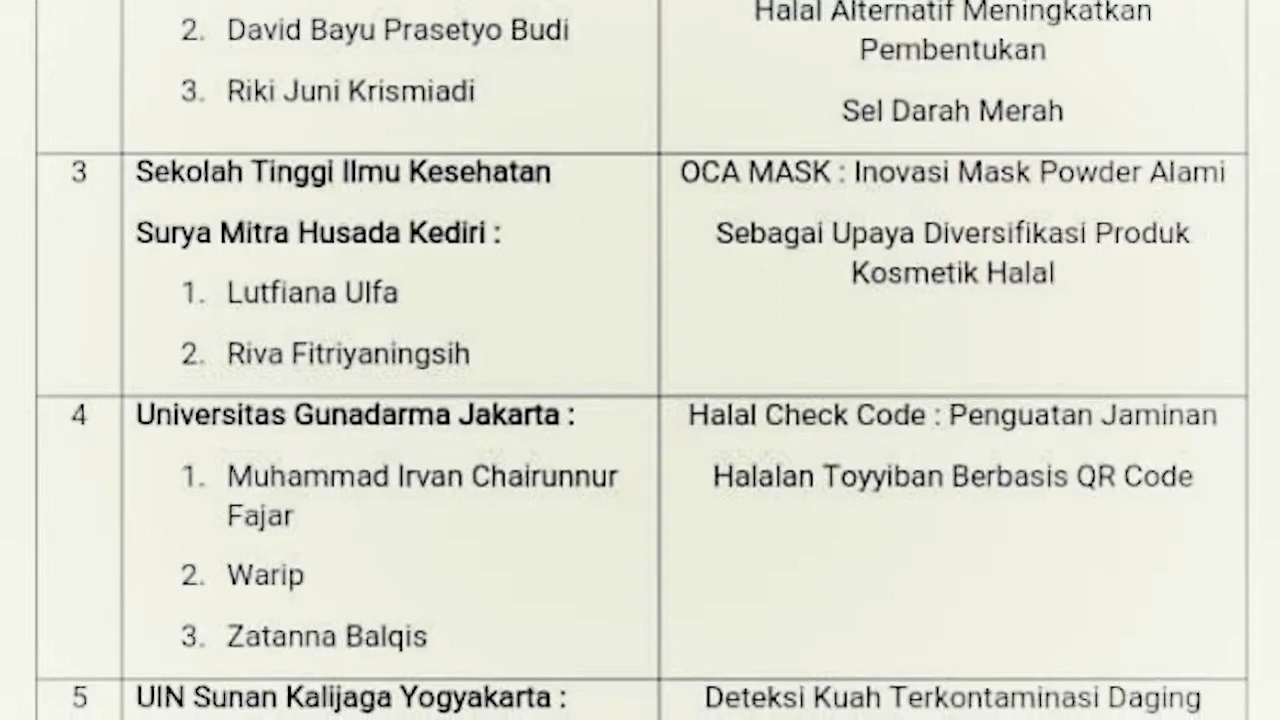 2. David Bayu Prasetyo Budi
3. Riki Juni Krismiadi
Halal Alternatif Meningkatkan
Pembentukan
Sel Darah Merah
3
Sekolah Tinggi Ilmu Kesehatan
Surya Mitra Husada Kediri :
1. Lutfiana Ulfa
2. Riva Fitriyaningsih
OCA MASK : Inovasi Mask Powder Alami
Sebagai Upaya Diversifikasi Produk
Kosmetik Halal
4
Universitas Gunadarma Jakarta :
1. Muhammad Irvan Chairunnur
Fajar
2. Warip
3. Zatanna Balqis
Halal Check Code : Penguatan Jaminan
Halalan Toyyiban Berbasis QR Code
5
UIN Sunan Kalijaga Yogyakarta :
Deteksi Kuah Terkontaminasi Daging